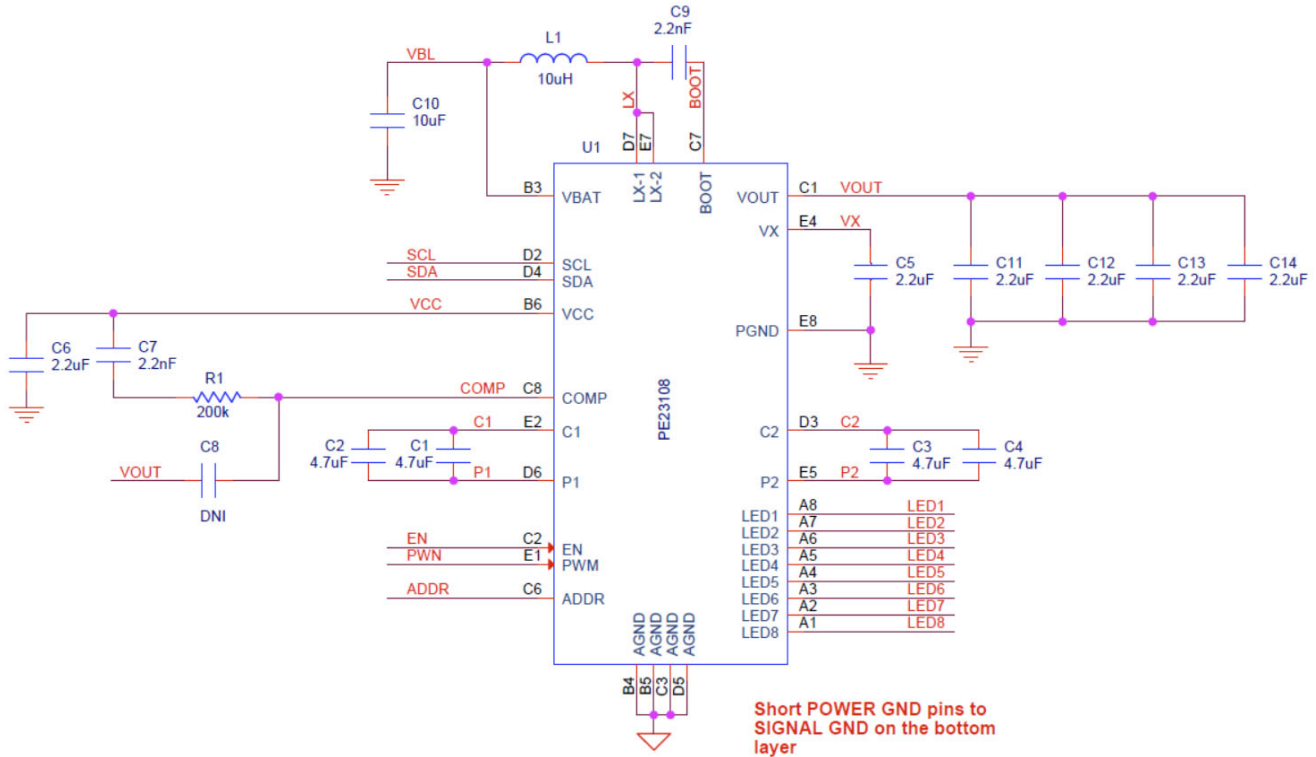 C9
2.2nF
L1
10uH
VBL
C10
10uF
LX
BOOT
D7
E7
C7
U1
LX-1
LX-2
BOOT
B3
VBAT
VOUT
C1
VOUT
VX
E4
VX
SCL
D2
SCL
SDA
D4
SDA
C5
2.2uF
C11
2.2uF
C12
2.2uF
C13
2.2uF
C14
2.2uF
VCC
B6
VCC
PGND
E8
C6
2.2uF
C7
2.2nF
R1
200k
COMP
C8
COMP
PE23108
C1
E2
C1
C2
4.7uF
C1
4.7uF
P1
D6
P1
C2
D3
C2
C3
4.7uF
C4
4.7uF
P2
E5
P2
VOUT
C8
DNI
LED1
A8
LED1
LED2
A7
LED2
LED3
A6
LED3
LED4
A5
LED4
LED5
A4
LED5
LED6
A3
LED6
LED7
A2
LED7
LED8
A1
LED8
EN
C2
EN
PWN
E1
PWM
ADDR
C6
ADDR
AGND
AGND
AGND
AGND
B4
B5
C3
D5
Short POWER GND pins to
SIGNAL GND on the bottom
layer